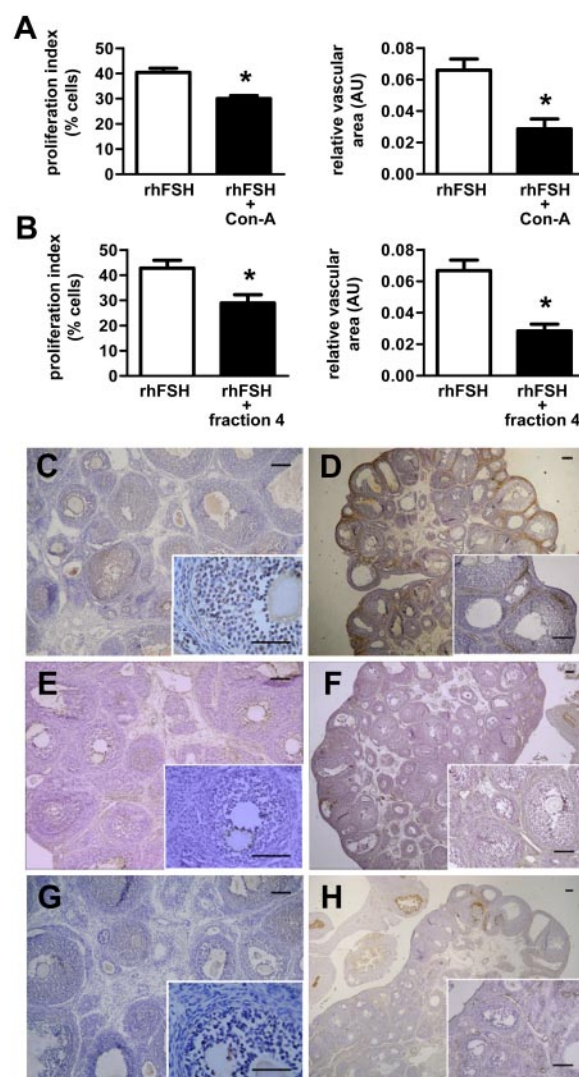 A
proliferation index
(% cells)
50
40
30
20
10
0
*
rhFSH
rhFSH
+
Con-A
relative vascular
area (AU)
0.08
0.06
0.04
0.02
0.00
*
rhFSH
rhFSH
+
Con-A
B
proliferation index
(% cells)
50
40
30
20
10
0
*
rhFSH
rhFSH
+
fraction 4
relative vascular
area (AU)
0.08
0.06
0.04
0.02
0.00
*
rhFSH
rhFSH
+
fraction 4
C
D
E
F
G
H